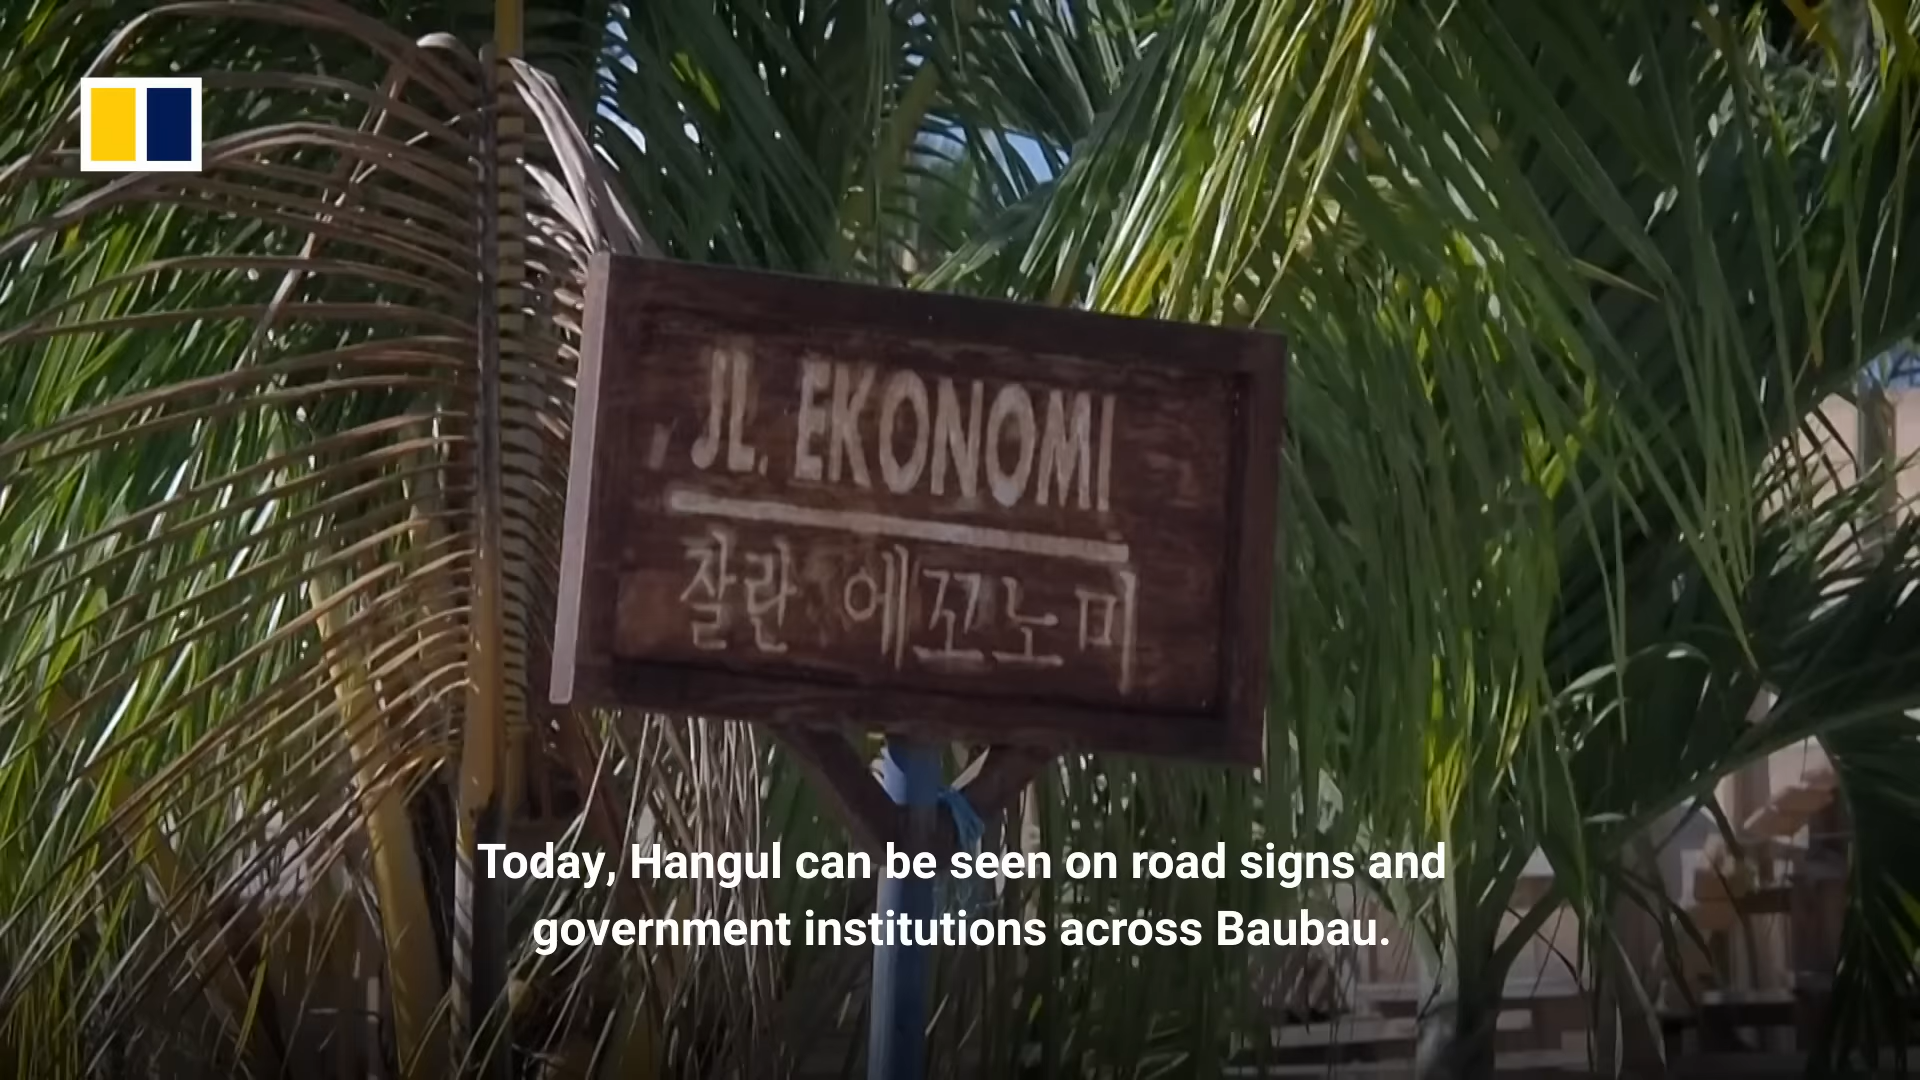 JL. EKONOMI
잘란 에꼬노미
Today, Hangul can be seen on road signs and
government institutions across Baubau.